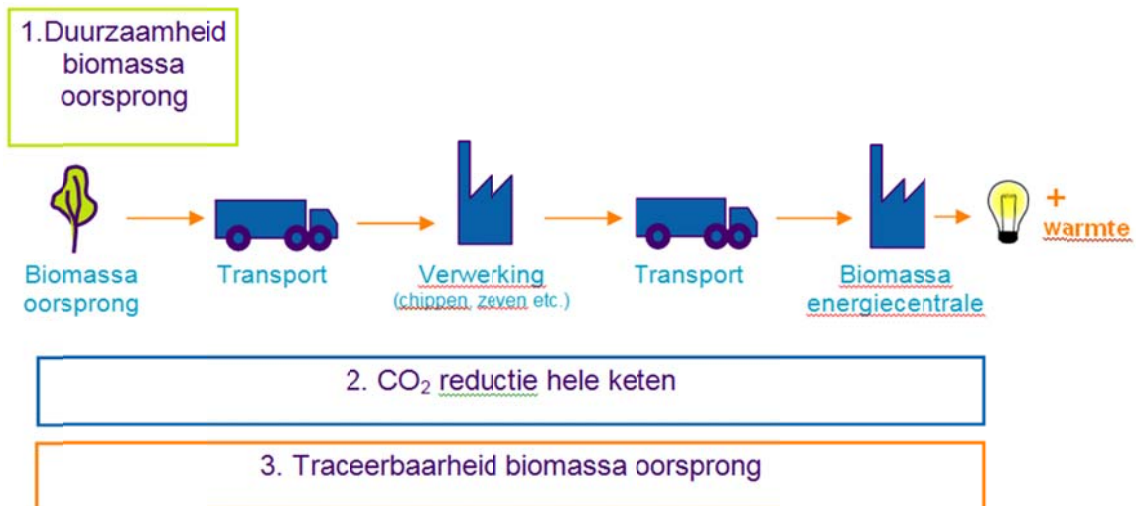 1.Duurzaamheid
biomassa
oorsprong
+
warmte
Biomassa
oorsprong
Transport
Verwerking
(chippen, zeven etc.)
Transport
Biomassa
energiecentrale
2. CO₂ reductie hele keten
3. Traceerbaarheid biomassa oorsprong